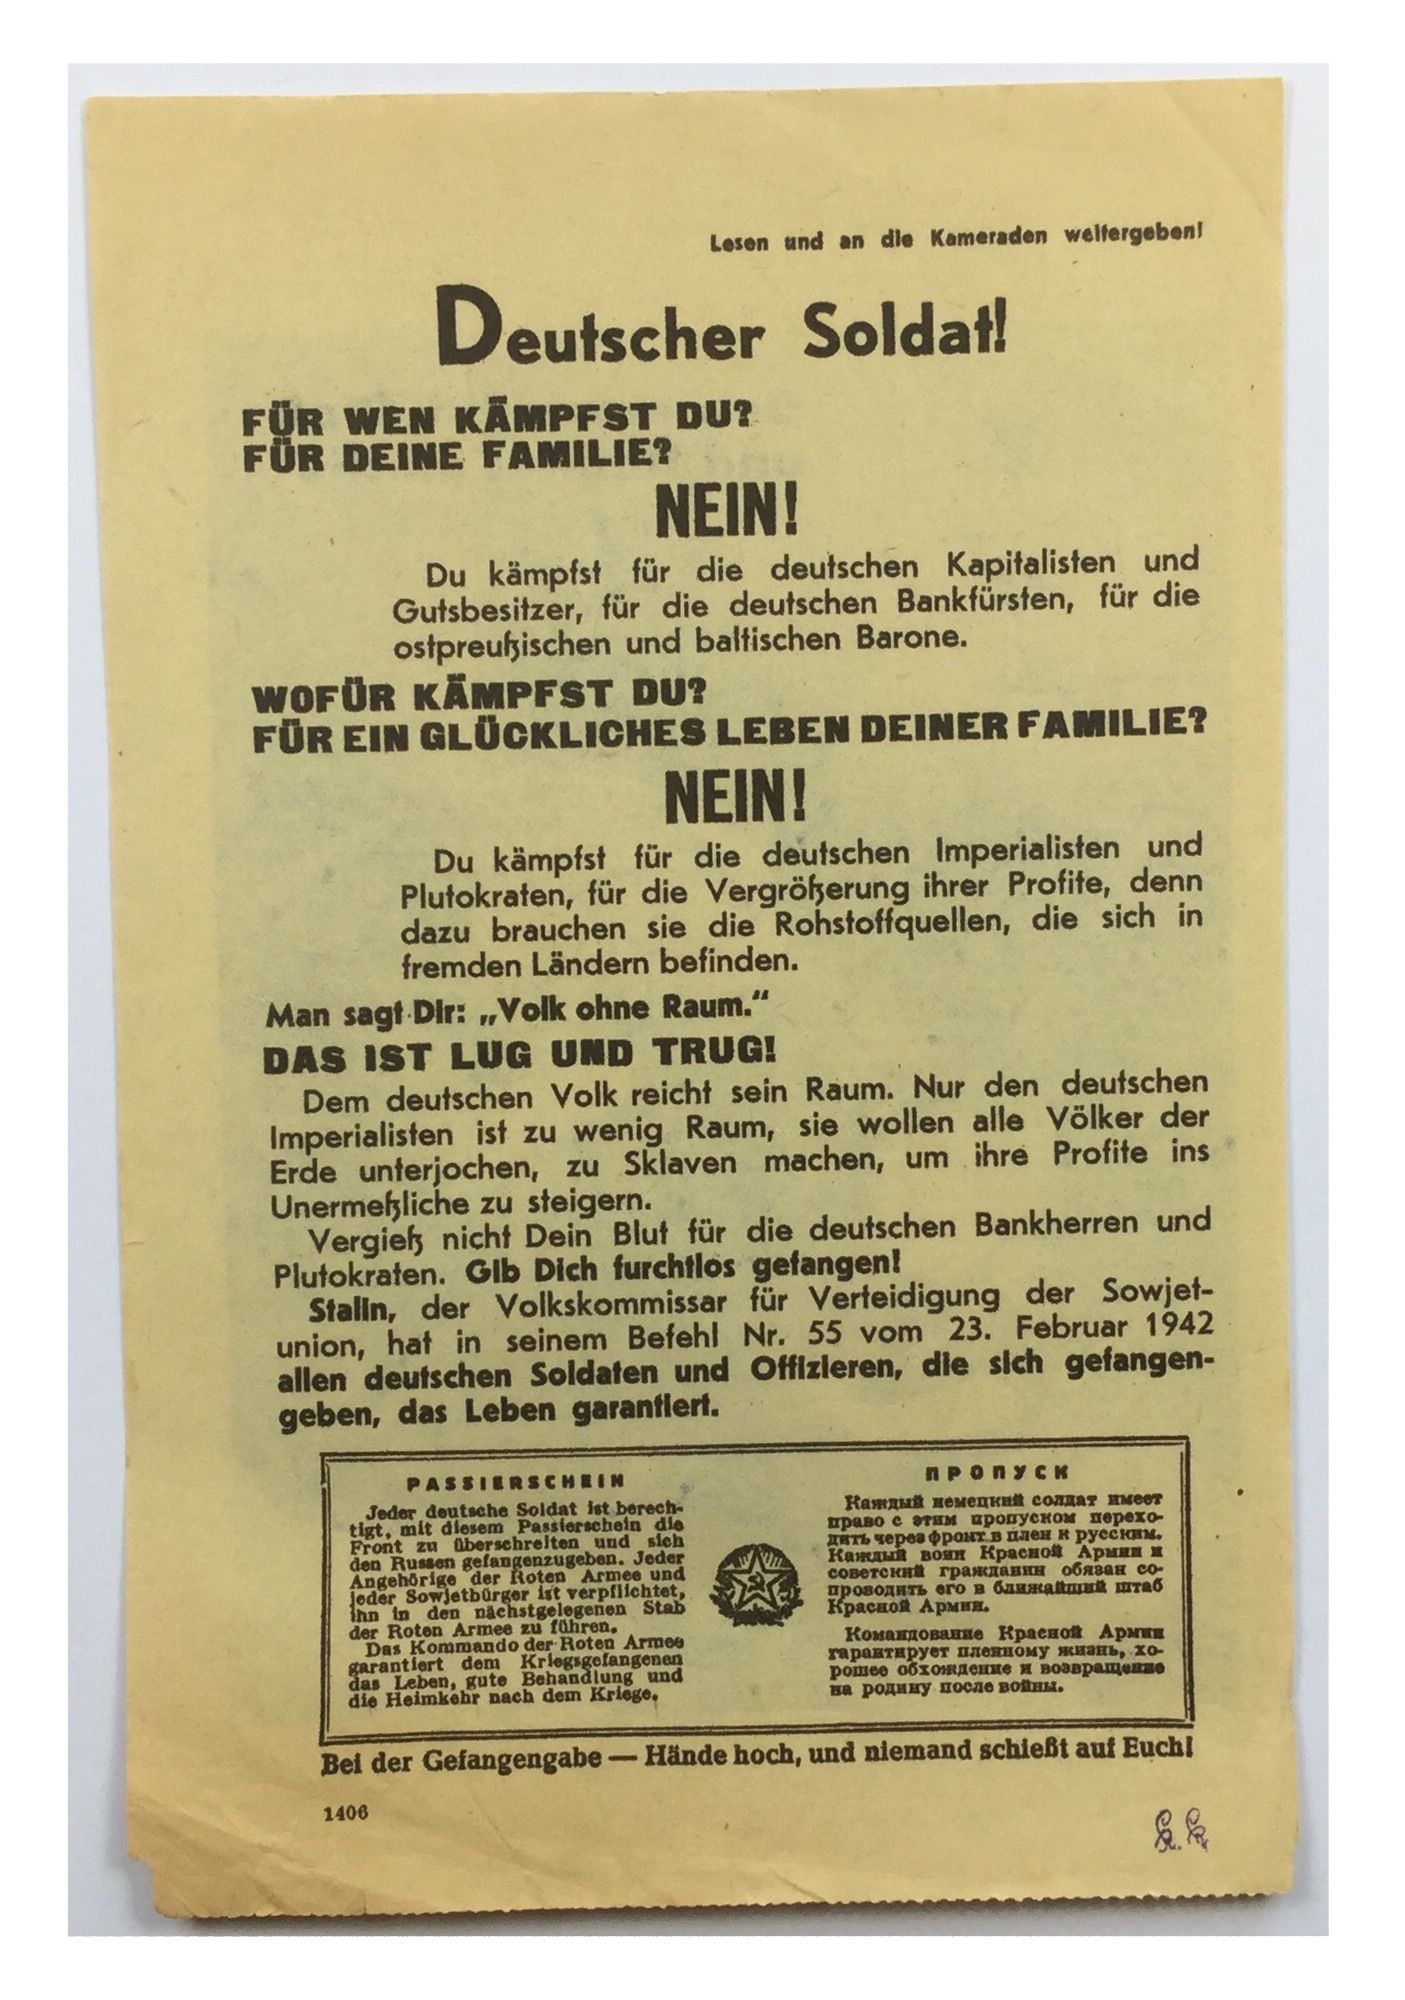 Lesen und an die Kameraden weitergeben!
Deutscher Soldat!
FÜR WEN KÄMPFST DU?
FÜR DEINE FAMILIE?
NEIN!
Du kämpfst für die deutschen Kapitalisten und
Gutsbesitzer, für die deutschen Bankfürsten, für die
ostpreußischen und baltischen Barone.
WOFÜR KÄMPFST DU?
FÜR EIN GLÜCKLICHES LEBEN DEINER FAMILIE?
NEIN!
Du kämpfst für die deutschen Imperialisten und
Plutokraten, für die Vergrößerung ihrer Profite, denn
dazu brauchen sie die Rohstoffquellen, die sich in
fremden Ländern befinden.
Man sagt Dir: „Volk ohne Raum.“
DAS IST LUG UND TRUG!
Dem deutschen Volk reicht sein Raum. Nur den deutschen
Imperialisten ist zu wenig Raum, sie wollen alle Völker der
Erde unterjochen, zu Sklaven machen, um ihre Profite ins
Unermeßliche zu steigern.
Vergieß nicht Dein Blut für die deutschen Bankherren und
Plutokraten. Gib Dich furchtlos gefangen!
Stalin, der Volkskommissar für Verteidigung der Sowjet-
union, hat in seinem Befehl Nr. 55 vom 23. Februar 1942
allen deutschen Soldaten und Offizieren, die sich gefangen-
geben, das Leben garantiert.
PASSIERSCHEIN
Jeder deutsche Soldat ist berech-
tigt, mit diesem Passierschein die
Front zu überschreiten und sich
den Russen gefangenzugeben. Jeder
Angehörige der Roten Armee und
jeder Sowjetbürger ist verpflichtet,
ihn in den nächstgelegenen Stab
der Roten Armee zu führen.
Das Kommando der Roten Armee
garantiert dem Kriegsgefangenen
das Leben, gute Behandlung und
die Heimkehr nach dem Kriege.
ПРОПУСК
Каждый немецкий солдат имеет
право с этим пропуском перехо-
дить через фронт в плен к русским.
Каждый воин Красной Армии и
советский гражданин обязан со-
проводить его в ближайший штаб
Красной Армии.
Командование Красной Армии
гарантирует пленному жизнь, хо-
рошее обхождение и возвращение
на родину после войны.
Bei der Gefangengabe — Hände hoch, und niemand schießt auf Euch!
1406